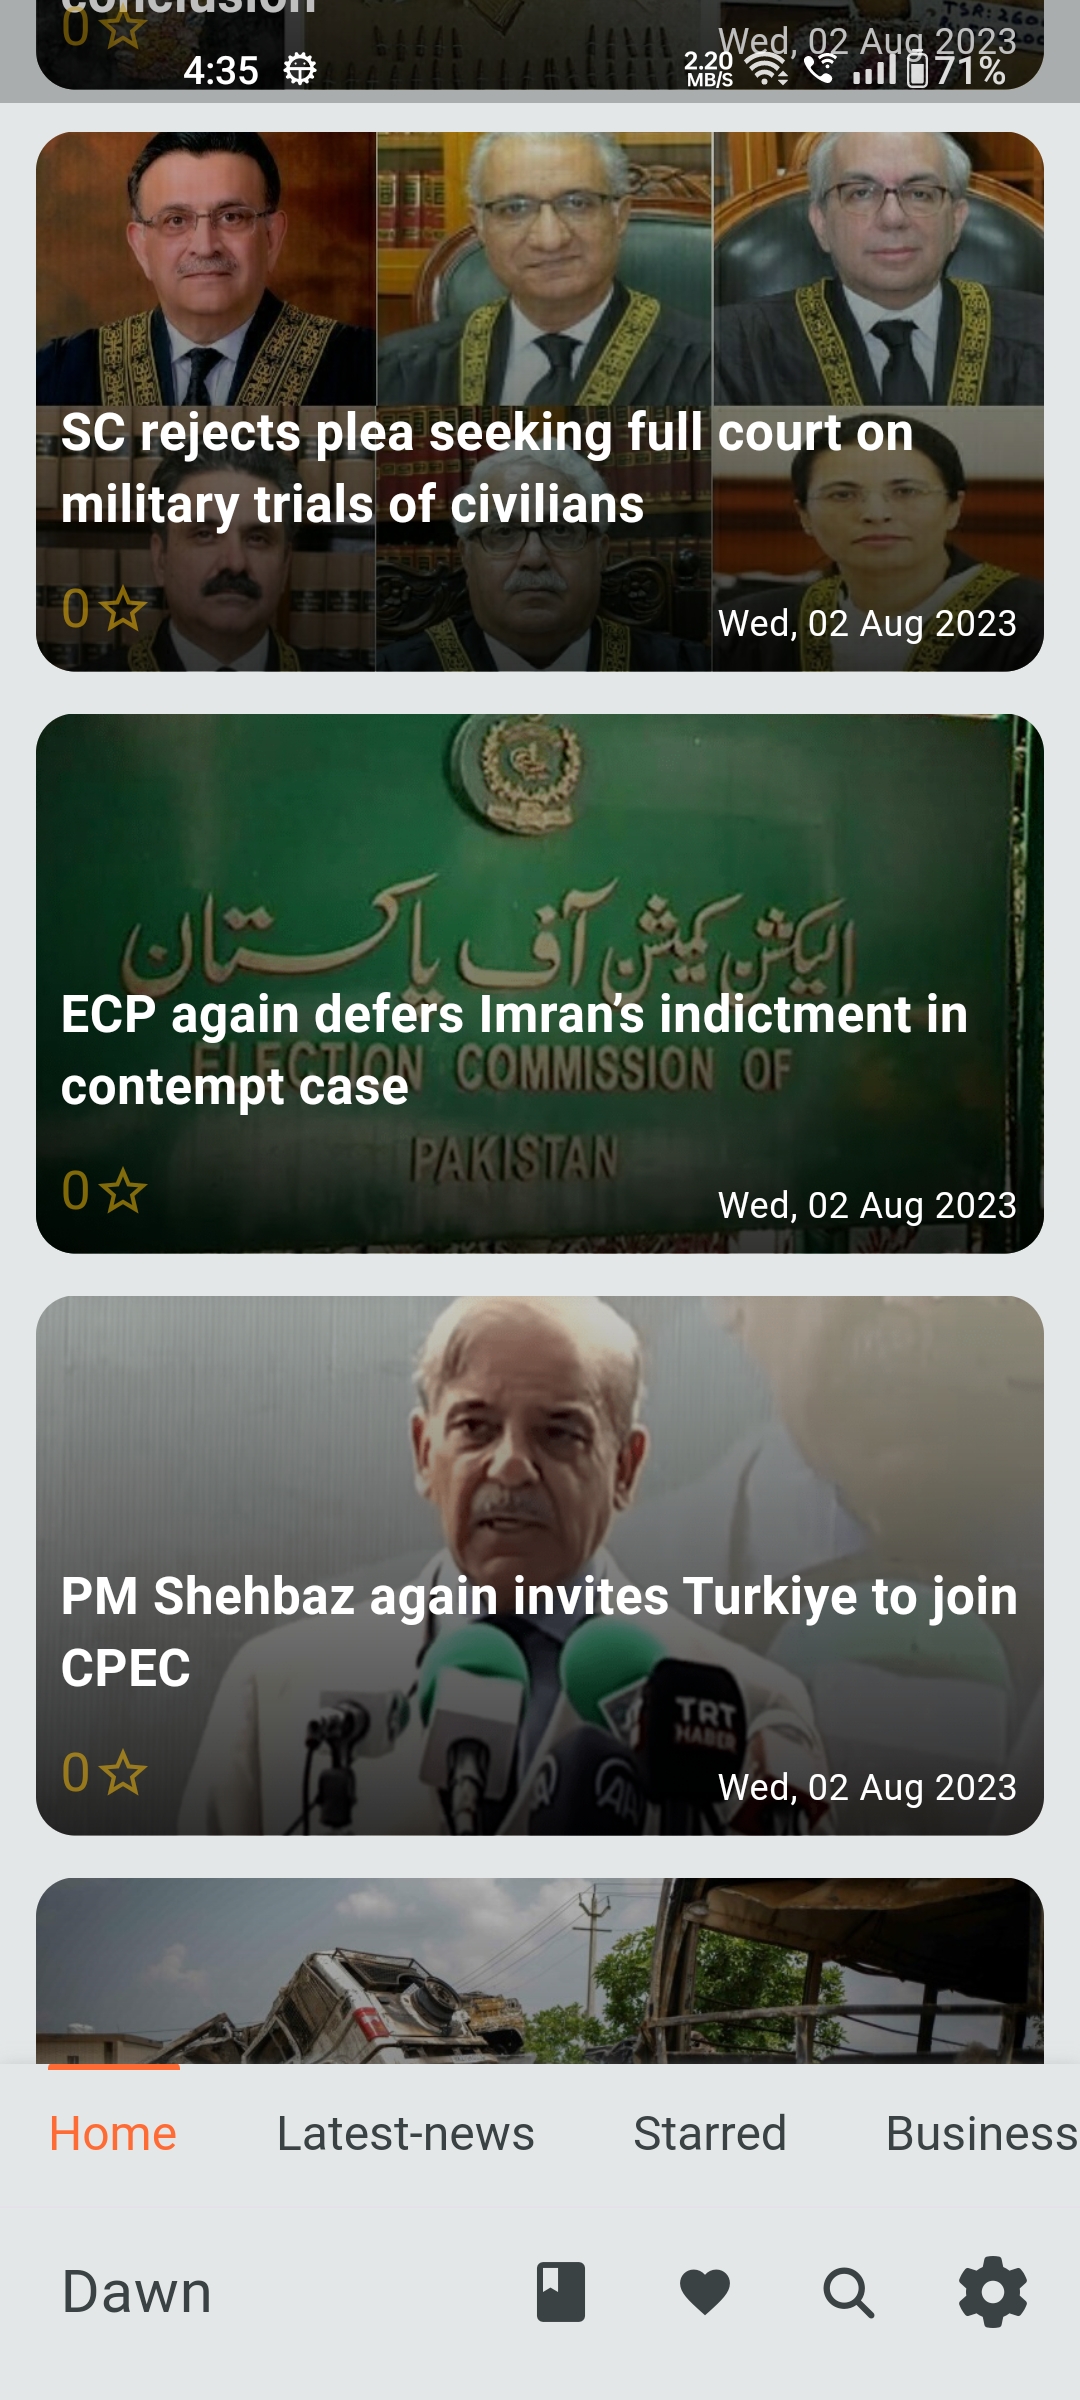 conclusion
TSR: 260
0
Wed, 02 Aug 2023
4:35
2.20
MB/S
71%
SC rejects plea seeking full court on
military trials of civilians
0
Wed, 02 Aug 2023
الیکشن کمیشن آف پاکستان
ECP again defers Imran’s indictment in
ELECTION COMMISSION OF
contempt case
PAKISTAN
0
Wed, 02 Aug 2023
PM Shehbaz again invites Turkiye to join
CPEC
TRT
HABER
AA
0
Wed, 02 Aug 2023
Home
Latest-news
Starred
Business
Dawn